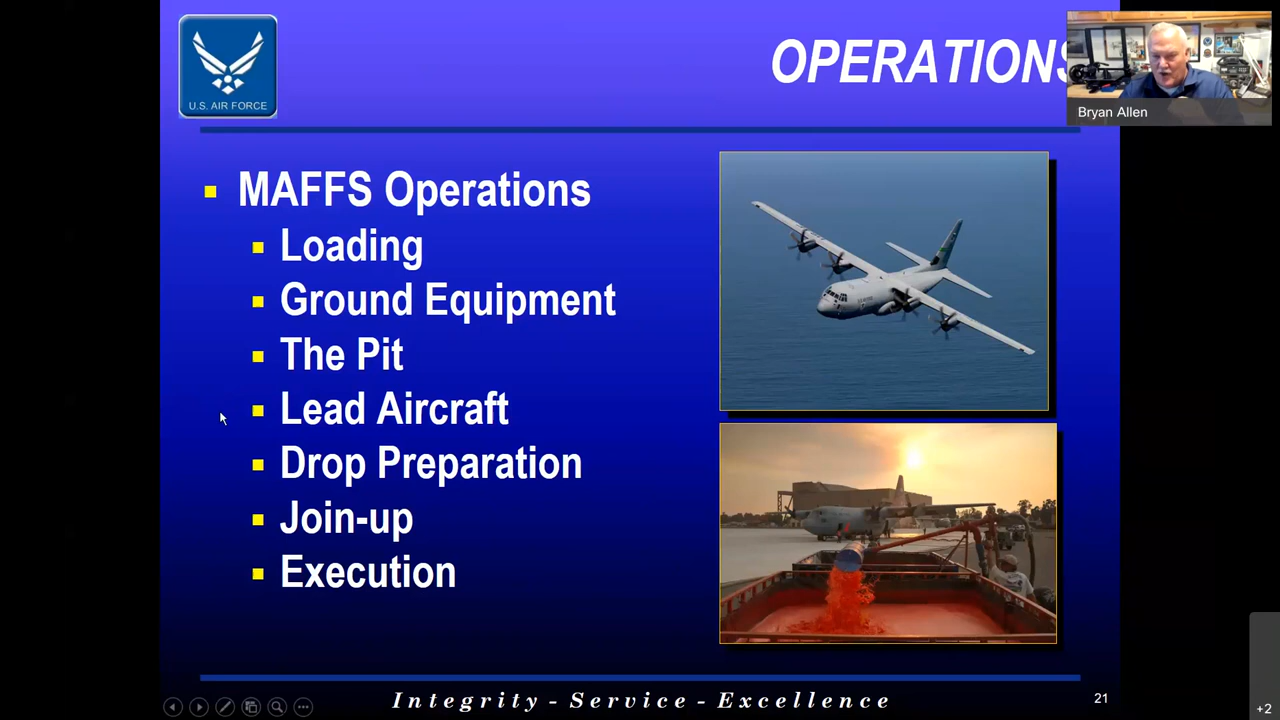 OPERATIONS
U.S. AIR FORCE
Bryan Allen
MAFFS Operations
Loading
Ground Equipment
The Pit
Lead Aircraft
Drop Preparation
Join-up
Execution
Integrity - Service - Excellence
21
+2